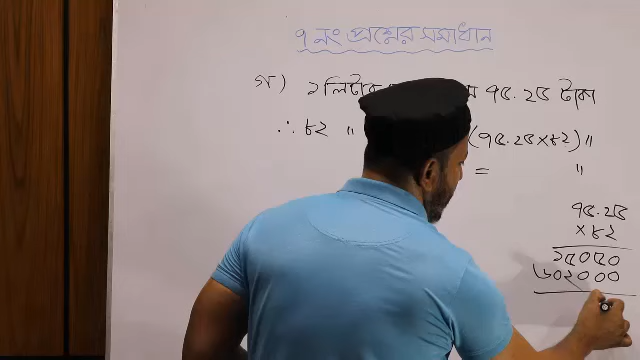 ৭ নং প্রশ্নের সমাধান
গ) ১ লিটার ৭৫.২৫ টাকা
∴ ৮২ " (৭৫.২৫×৮২) "
= "
৭৫.২৫
×৮২
১৫০৫০
৬০২০০০